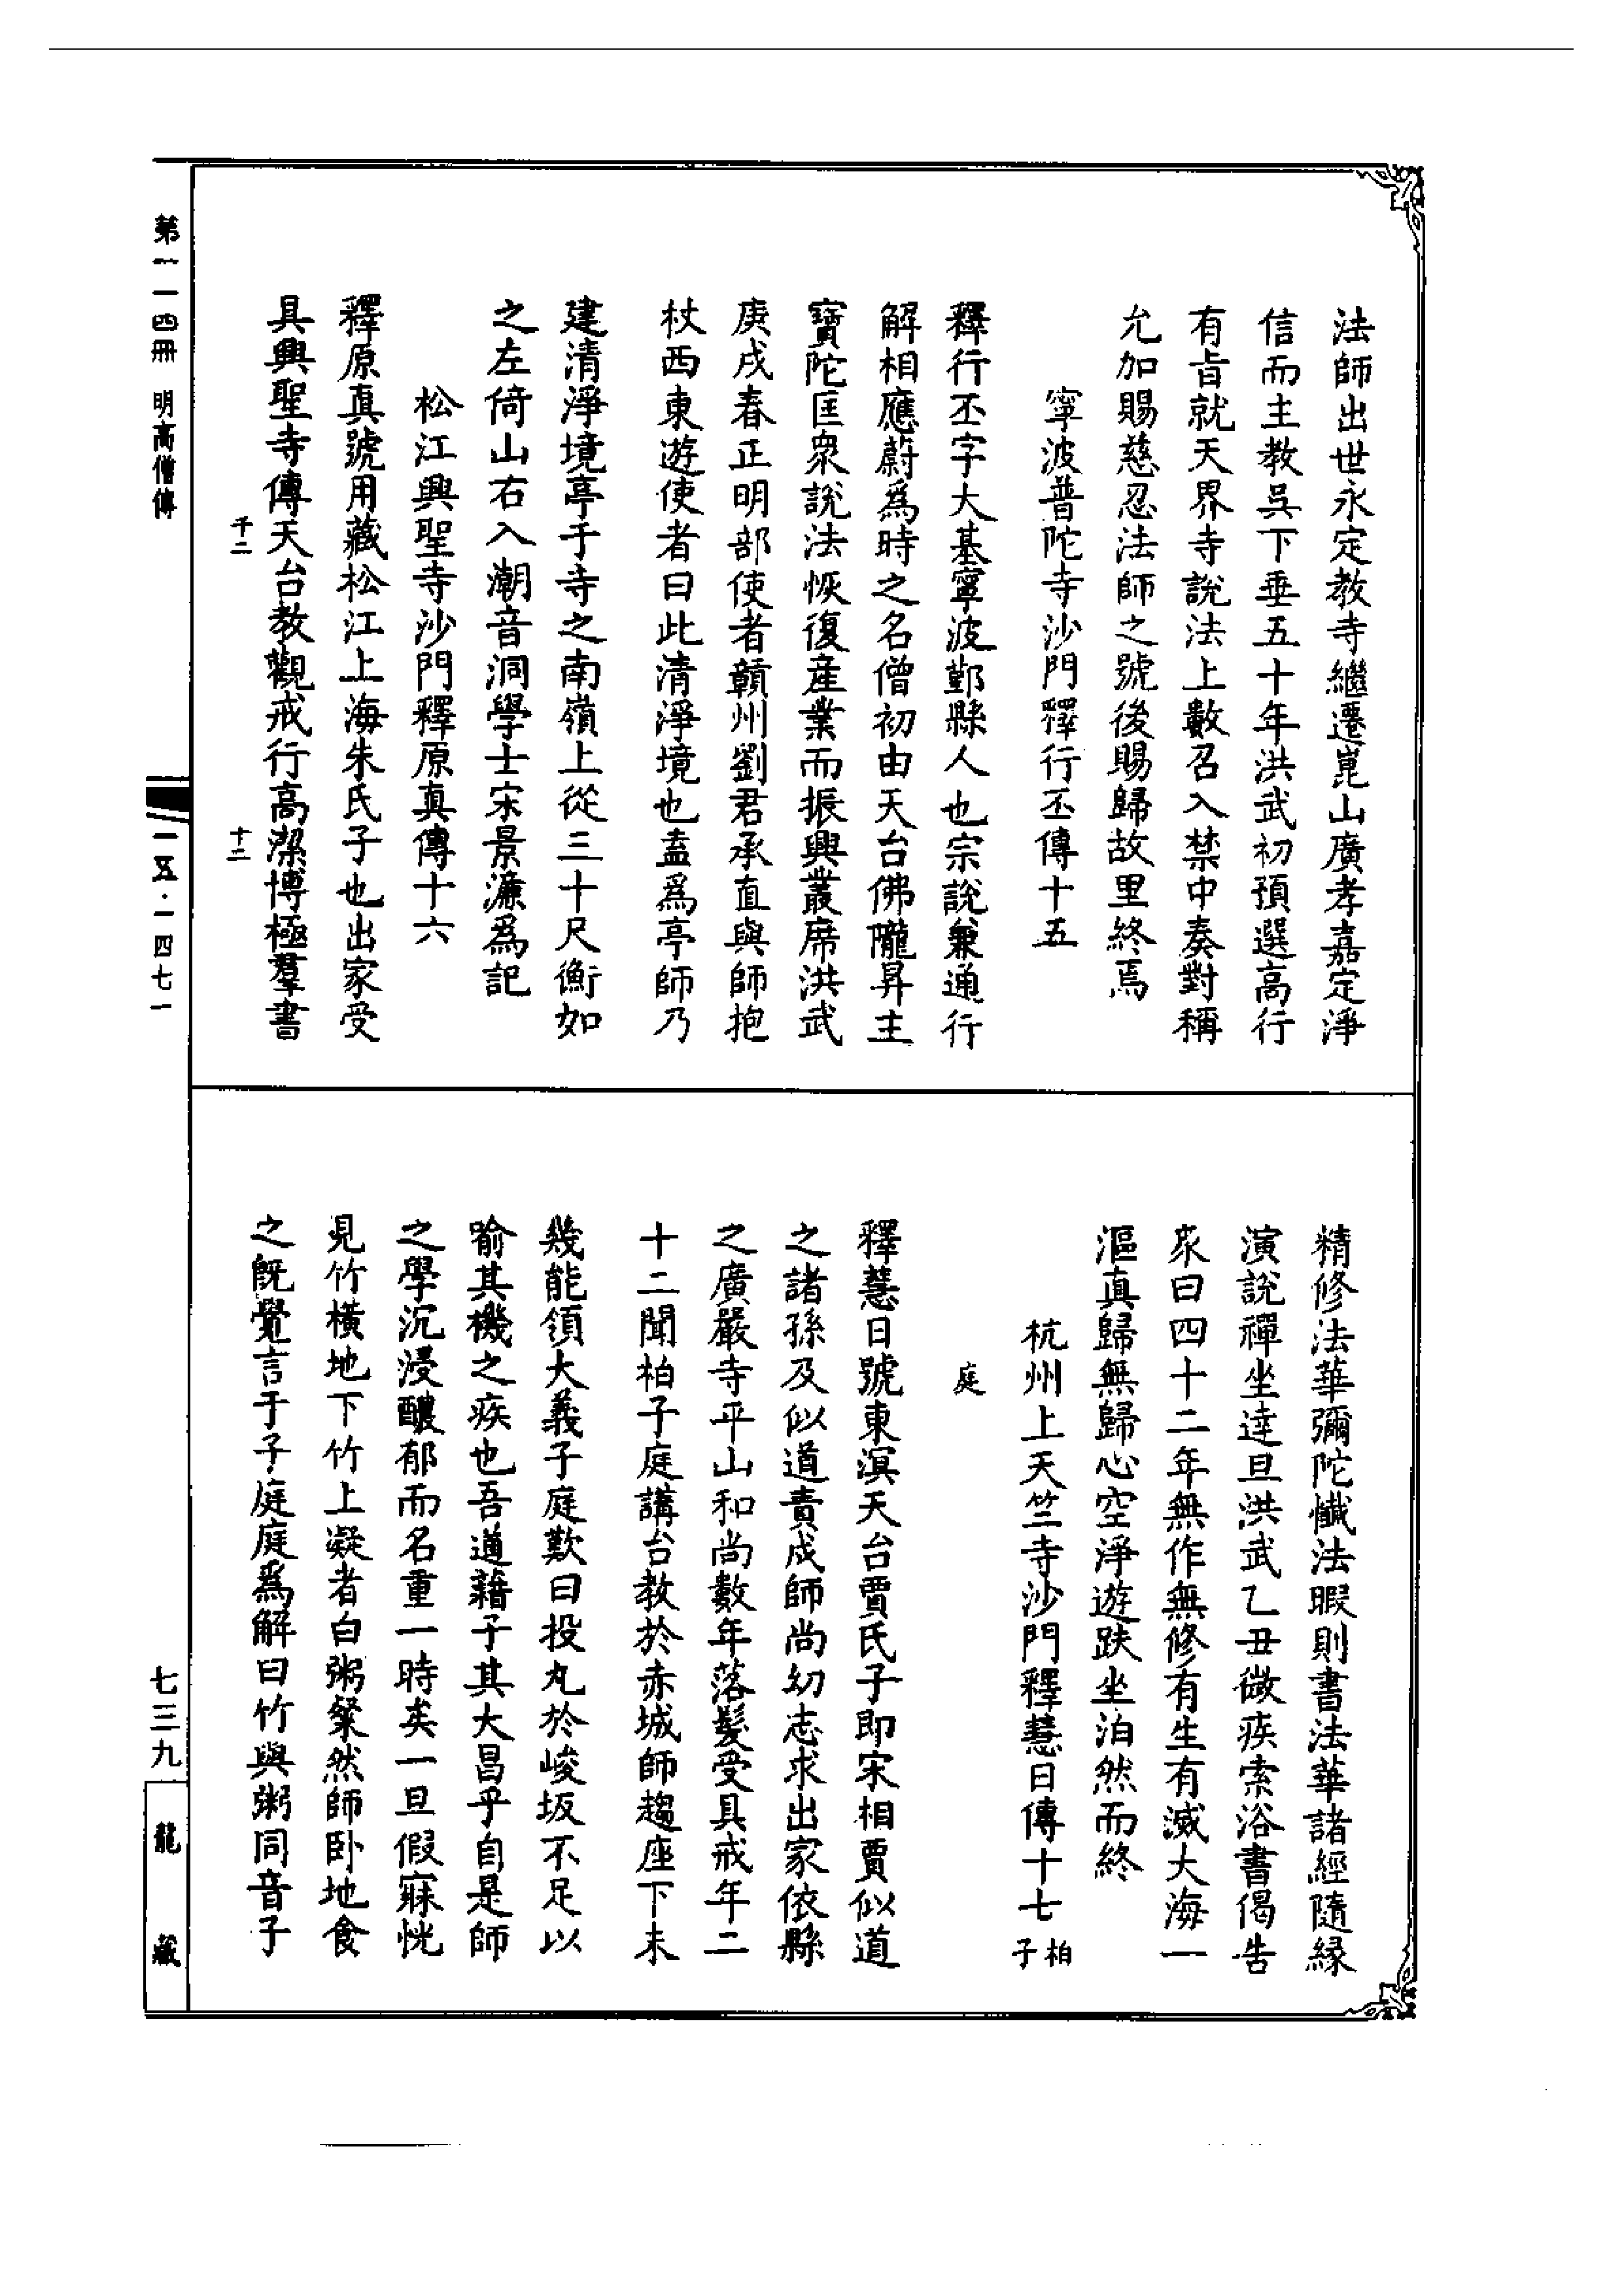 法師出世永定教寺繼遷崑山廣孝嘉定淨
信而主教吳下垂五十年洪武初預選高行
有旨就天界寺説法上數召入禁中奏對稱
允加賜慈忍法師之號後賜歸故里終焉
寧波普陀寺沙門釋行丕傳十五
釋行丕字大基寧波鄞縣人也宗說兼通行
解相應蔚爲時之名僧初由天台佛隴昇主
寶陀匡衆說法恢復産業而振興叢席洪武
庚戌春正明部使者贛州劉君承直與師抱
杖西東遊使者曰此清淨境也盍爲亭師乃
建清淨境亭于寺之南嶺上從三十尺衡如
之左倚山右入潮音洞學士宋景濂爲記
松江興聖寺沙門釋原真傳十六
釋原真號用藏松江上海朱氏子也出家受
具興聖寺傳天台教觀戒行高潔博極羣書
千二
十二
精修法華彌陀懺法暇則書法華諸經隨緣
演說禪坐達旦洪武乙丑微疾索浴書偈告
衆曰四十二年無作無修有生有滅大海一
漚真歸無歸心空淨遊趺坐泊然而終
杭州上天竺寺沙門釋慧日傳十七 柏子
庭
釋慧日號東溟天台賈氏子即宋相賈似道
之諸孫及似道責戍師尚幼志求出家依縣
之廣嚴寺平山和尚數年落髮受具戒年二
十二聞柏子庭講台教於赤城師趨座下未
幾能領大義子庭歎曰投丸於峻坂不足以
喻其機之疾也吾道藉子其大昌乎自是師
之學沉浸醲郁而名重一時矣一旦假寐恍
見竹橫地下竹上凝者白粥粲然師卧地食
之既覺言于子庭庭爲解曰竹與粥同音子
第一一四冊 明高僧傳
一五·一四七一
七三九
龍藏